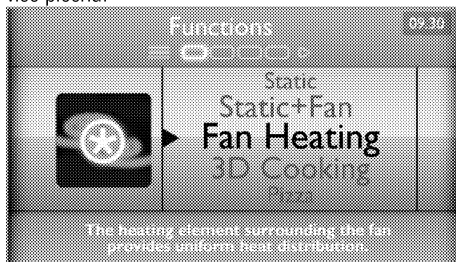 Functions
09:30
Static
Static+Fan
Fan Heating
3D Cooking
Pizza
The heating element surrounding the fan
provides uniform heat distribution.